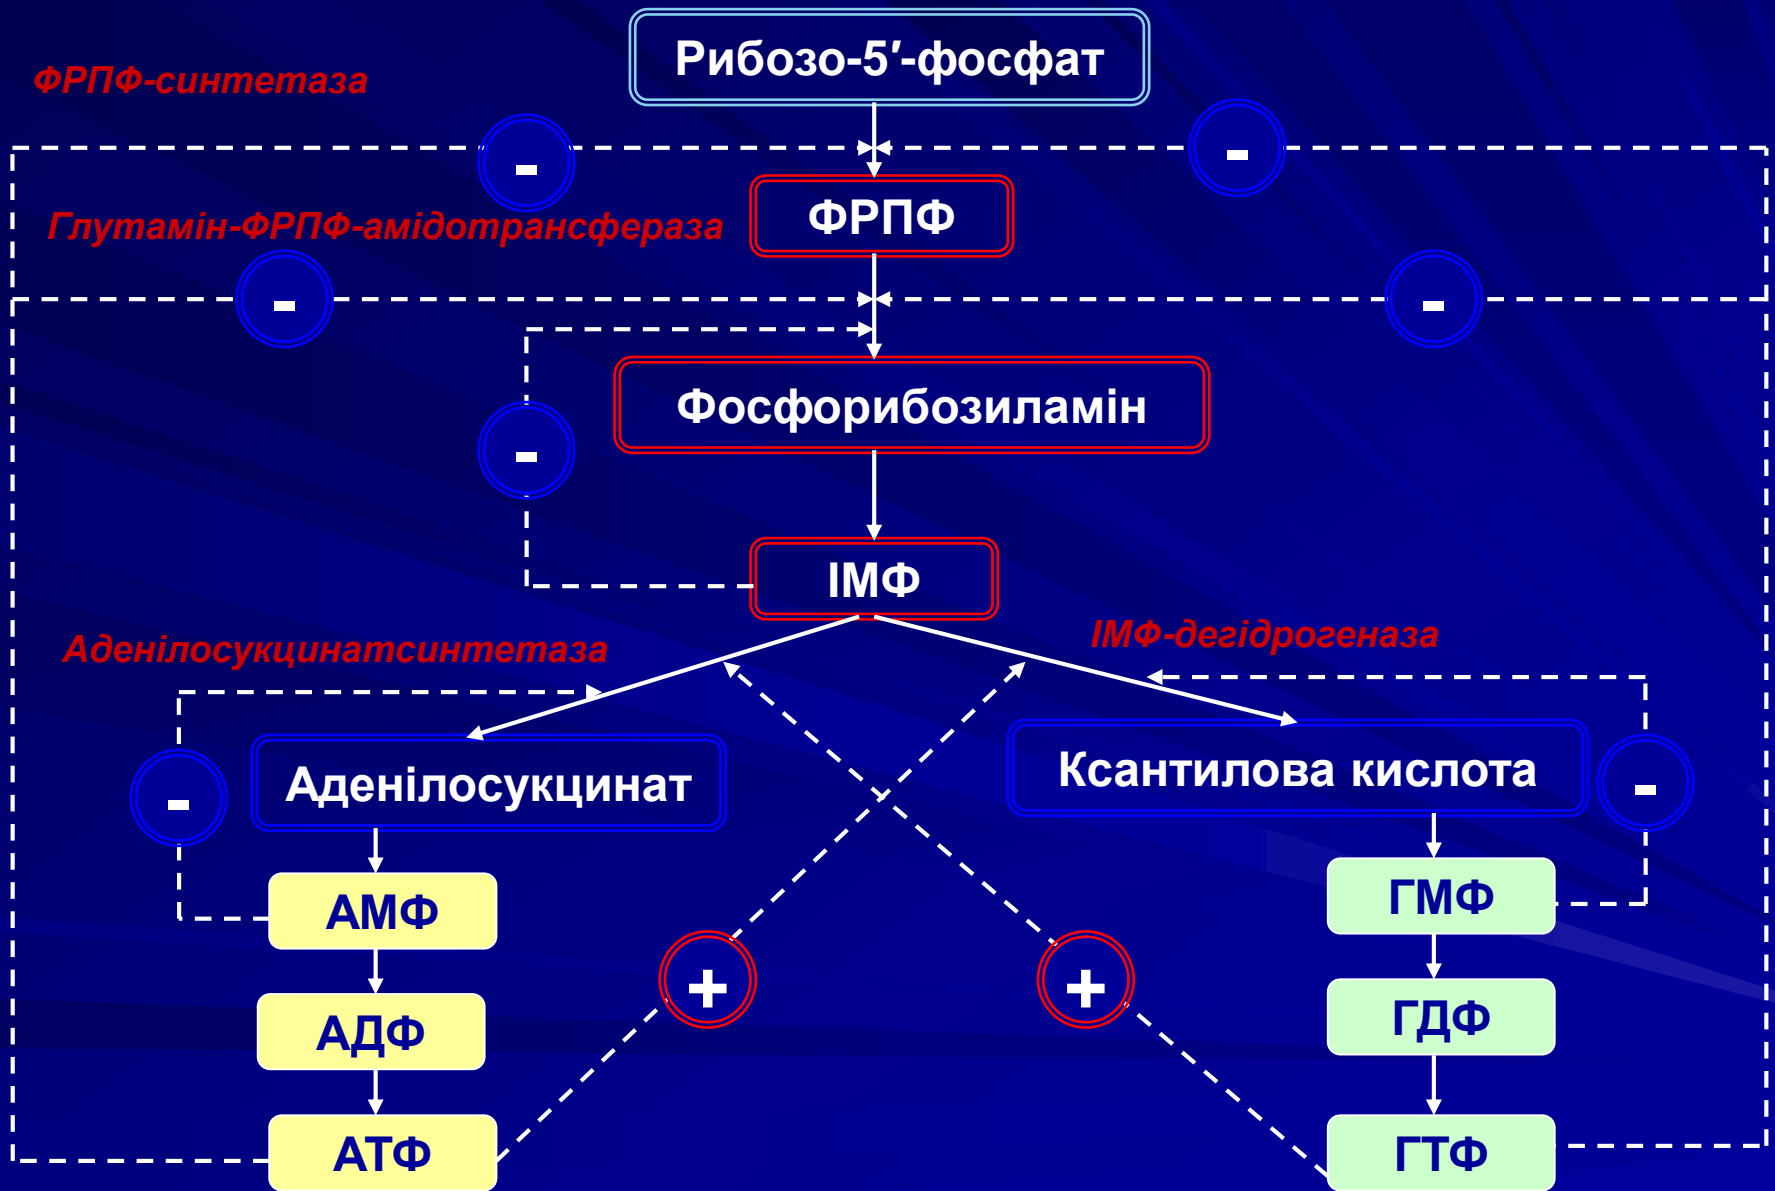 Рибозо-5′-фосфат
ФРПФ-синтетаза
-
-
ФРПФ
Глутамін-ФРПФ-амідотрансфераза
-
-
Фосфорибозиламін
-
ІМФ
Аденілосукцинатсинтетаза
ІМФ-дегідрогеназа
Аденілосукцинат
Ксантилова кислота
-
-
АМФ
ГМФ
+
+
АДФ
ГДФ
АТФ
ГТФ